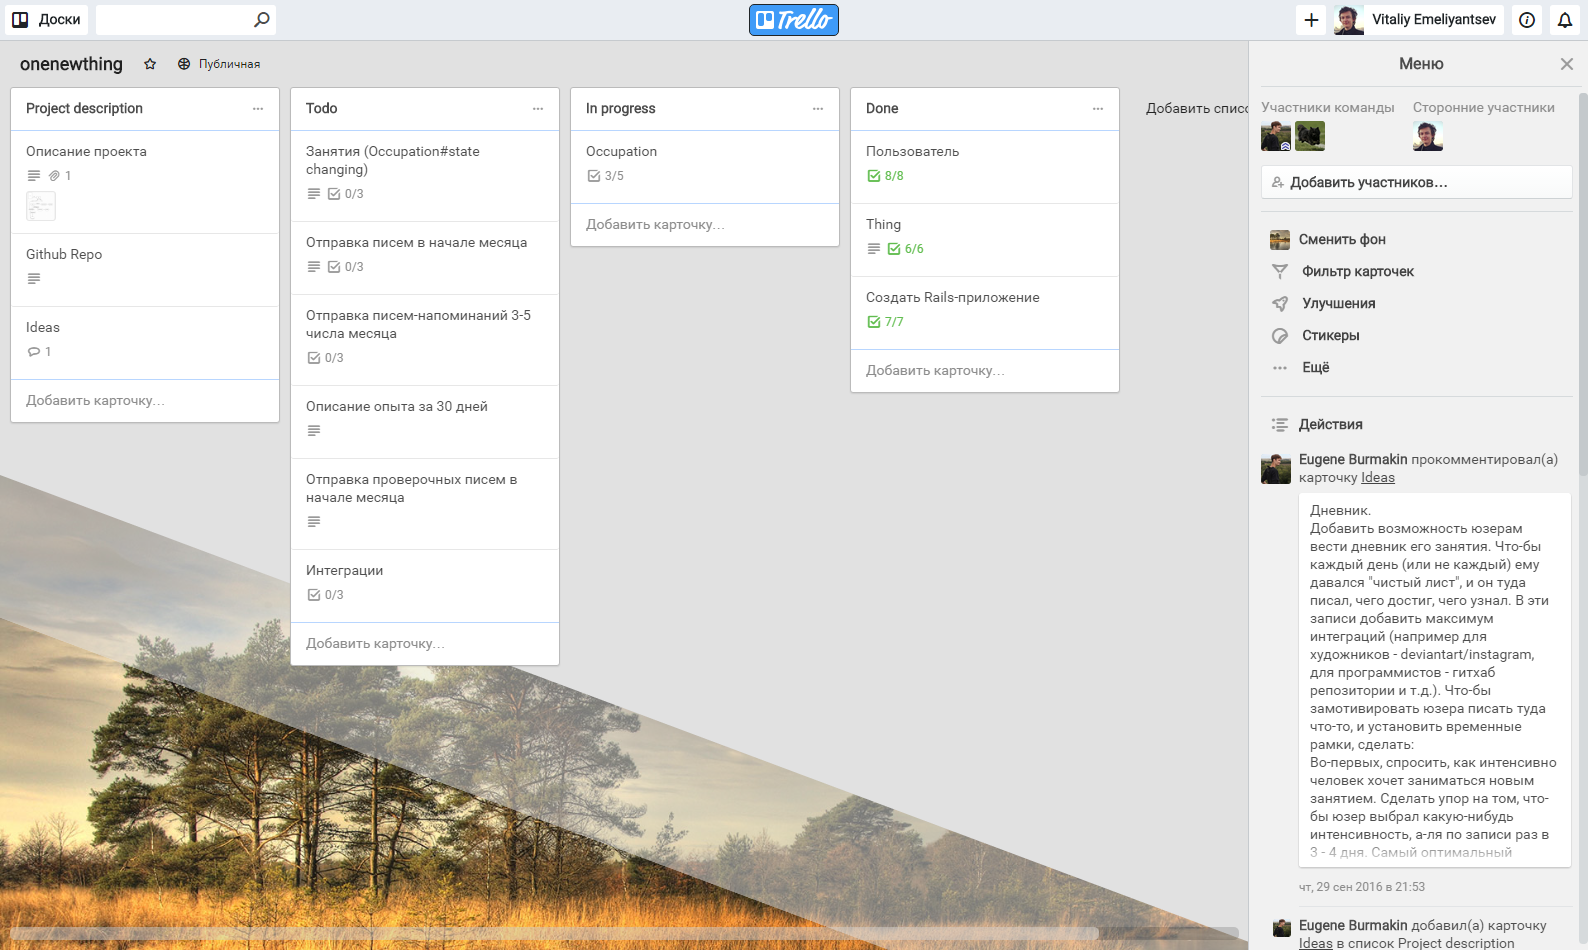 Доски
Trello
Vitaliy Emeliyantsev
onenewthing
Публичная
Project description
Описание проекта
1
Github Repo
Ideas
1
Добавить карточку…
Todo
Занятия (Occupation#state
changing)
0/3
Отправка писем в начале месяца
0/3
Отправка писем-напоминаний 3-5
числа месяца
0/3
Описание опыта за 30 дней
Отправка проверочных писем в
начале месяца
Интеграции
0/3
Добавить карточку…
In progress
Occupation
3/5
Добавить карточку…
Done
Пользователь
8/8
Thing
6/6
Создать Rails-приложение
7/7
Добавить карточку…
Добавить списо
Меню
Участники команды
Сторонние участники
Добавить участников…
Сменить фон
Фильтр карточек
Улучшения
Стикеры
Ещё
Действия
Eugene Burmakin прокомментировал(а)
карточку Ideas
Дневник.
Добавить возможность юзерам
вести дневник его занятия. Что-бы
каждый день (или не каждый) ему
давался "чистый лист", и он туда
писал, чего достиг, чего узнал. В эти
записи добавить максимум
интеграций (например для
художников - deviantart/instagram,
для программистов - гитхаб
репозитории и т.д.). Что-бы
замотивировать юзера писать туда
что-то, и установить временные
рамки, сделать:
Во-первых, спросить, как интенсивно
человек хочет заниматься новым
занятием. Сделать упор на том, что-
бы юзер выбрал какую-нибудь
интенсивность, а-ля по записи раз в
3 - 4 дня. Самый оптимальный
чт, 29 сен 2016 в 21:53
Eugene Burmakin добавил(а) карточку
Ideas в список Project description